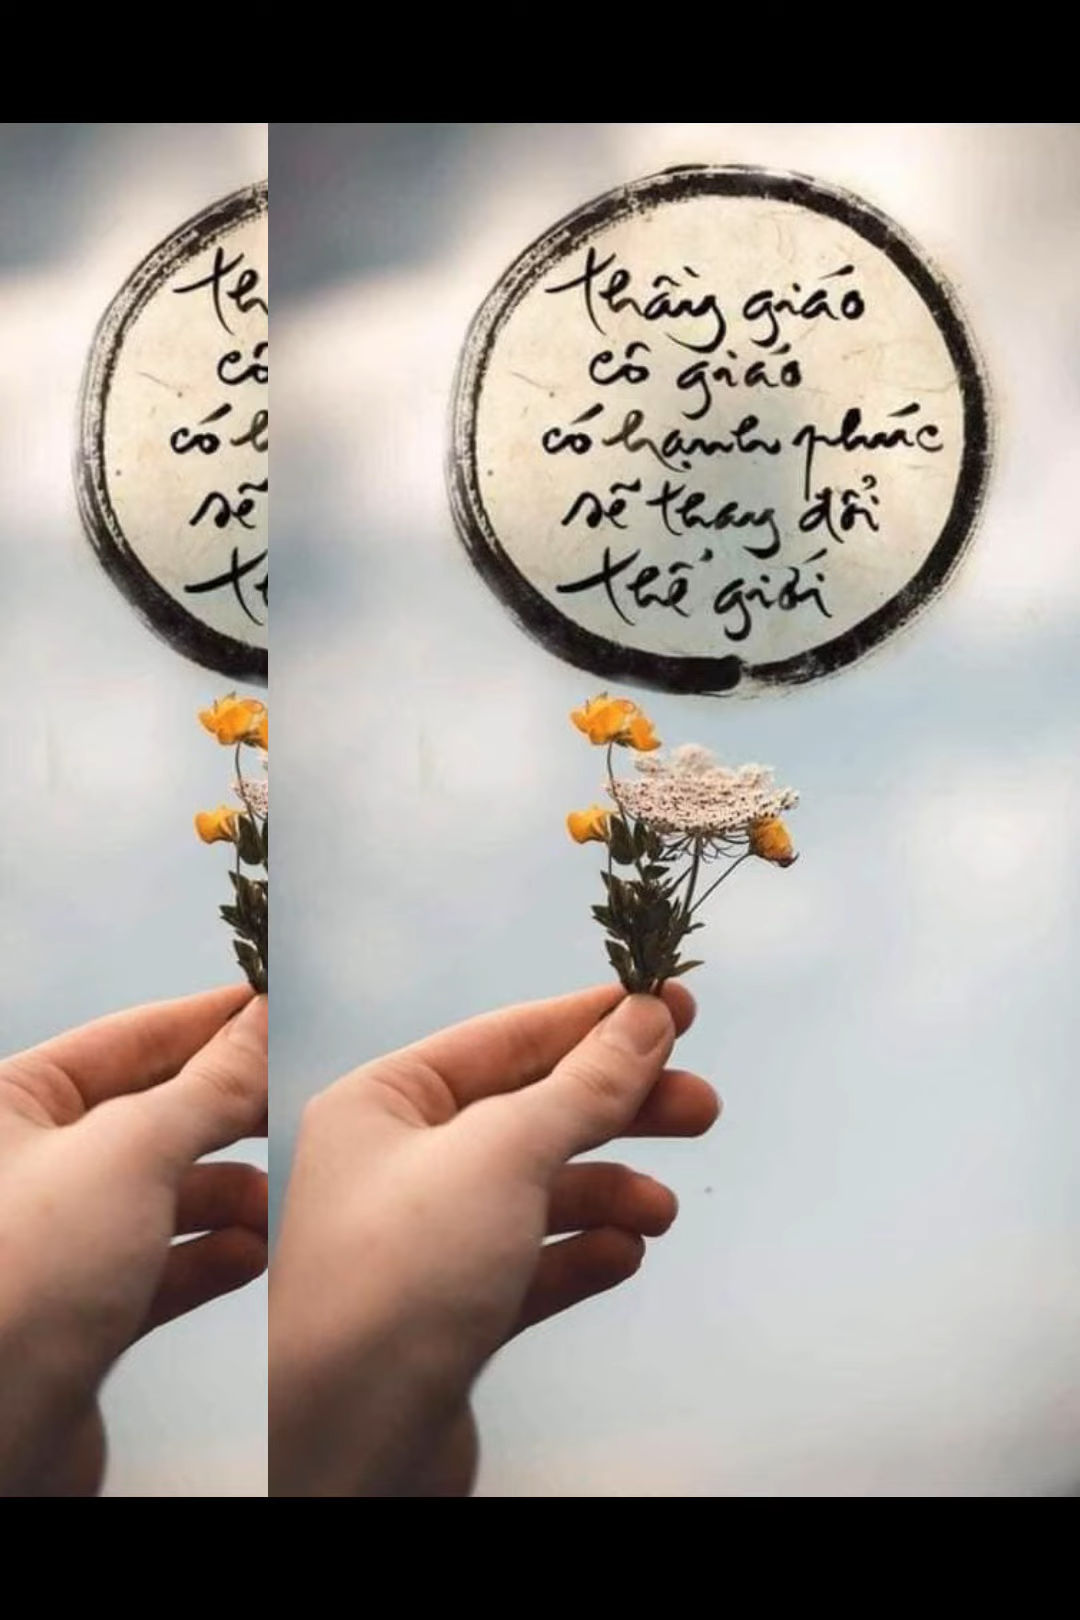 thầy giáo
cô giáo
có hạnh phúc
sẽ thay đổi
thế giới